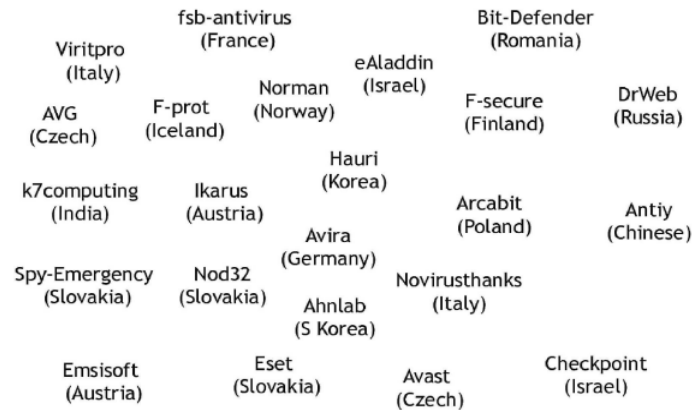 fsb-antivirus
(France)
Bit-Defender
(Romania)
Viritpro
(Italy)
eAladdin
(Israel)
Norman
(Norway)
DrWeb
(Russia)
F-secure
(Finland)
F-prot
(Iceland)
AVG
(Czech)
Hauri
(Korea)
k7computing
(India)
Ikarus
(Austria)
Arcabit
(Poland)
Antiy
(Chinese)
Avira
(Germany)
Spy-Emergency
(Slovakia)
Nod32
(Slovakia)
Novirusthanks
(Italy)
Ahnlab
(S Korea)
Emsisoft
(Austria)
Eset
(Slovakia)
Avast
(Czech)
Checkpoint
(Israel)